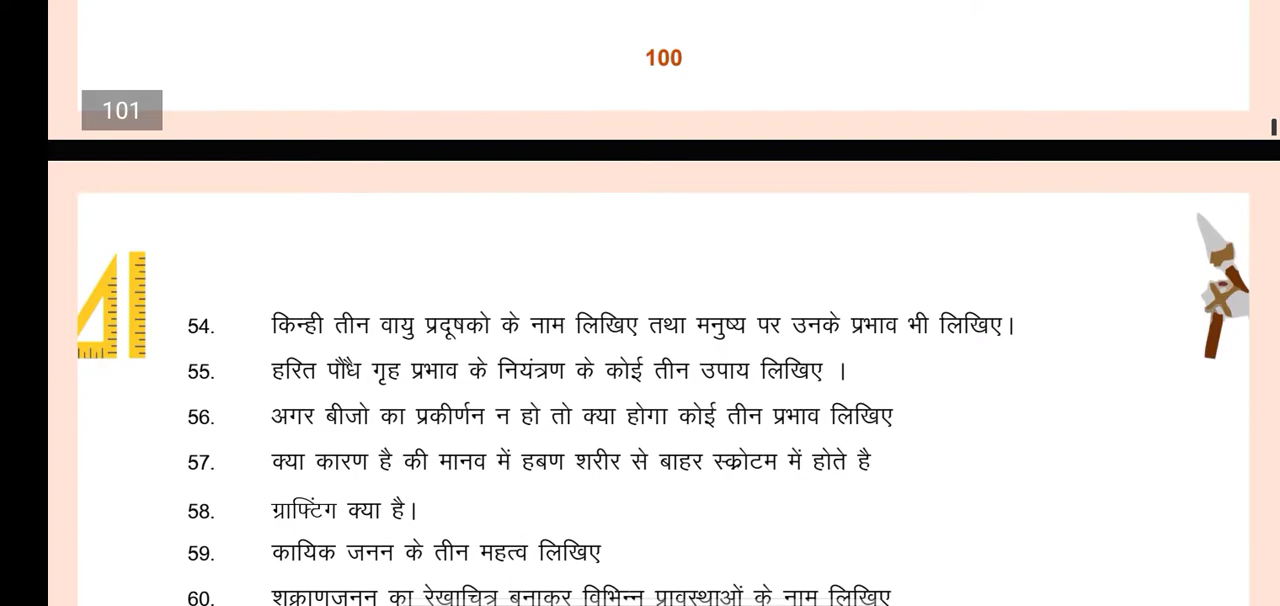 100
101
54. किन्ही तीन वायु प्रदूषको के नाम लिखिए तथा मनुष्य पर उनके प्रभाव भी लिखिए।
55. हरित पौधे गृह प्रभाव के नियंत्रण के कोई तीन उपाय लिखिए ।
56. अगर बीजो का प्रकीर्णन न हो तो क्या होगा कोई तीन प्रभाव लिखिए
57. क्या कारण है की मानव में हबण शरीर से बाहर स्क्रोटम में होते है
58. ग्राफ्टिंग क्या है।
59. कायिक जनन के तीन महत्व लिखिए
60. शुक्राणुजनन का रेखाचित्र बनाकर विभिन्न प्रावस्थाओं के नाम लिखिए